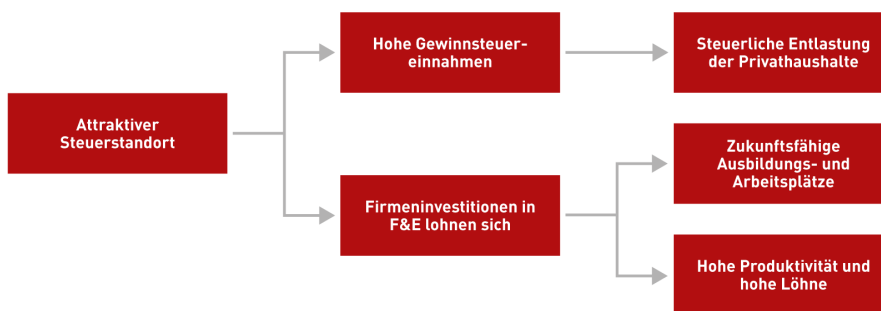 Attraktiver
Steuerstandort
Hohe Gewinnsteuer-
einnahmen
Steuerliche Entlastung
der Privathaushalte
Firmeninvestitionen in
F&E lohnen sich
Zukunftsfähige
Ausbildungs- und
Arbeitsplätze
Hohe Produktivität und
hohe Löhne